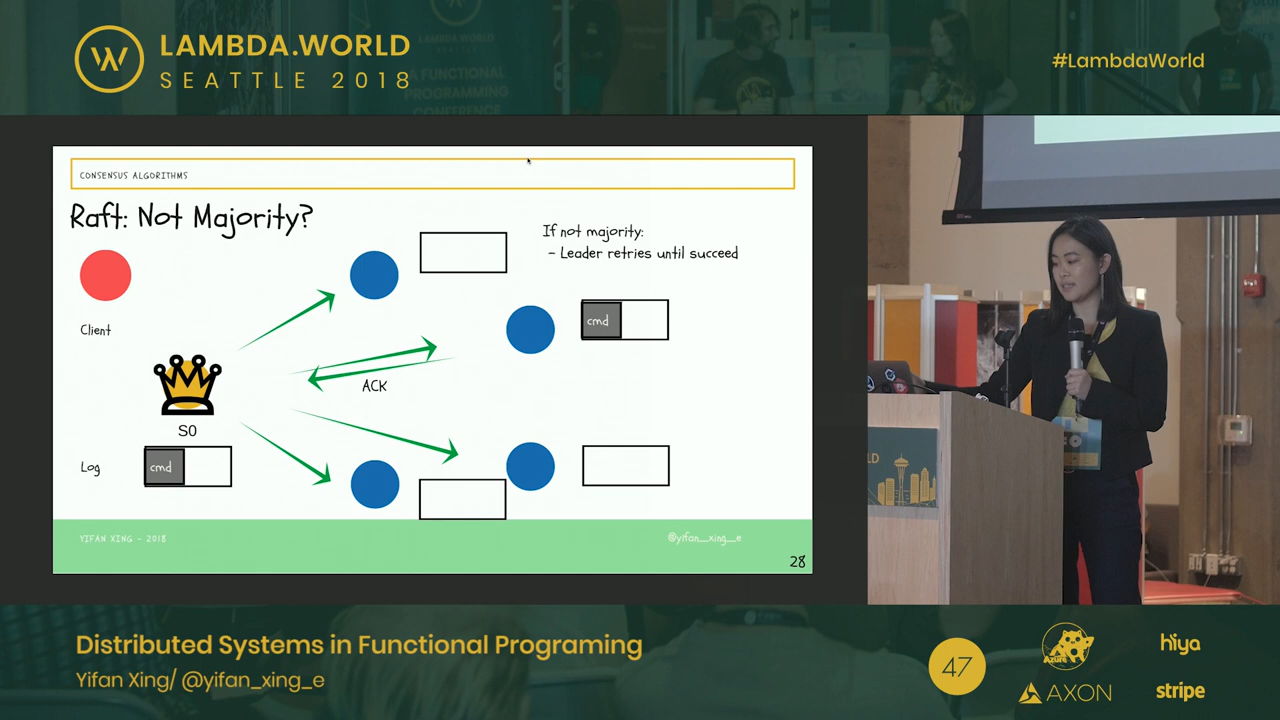 LAMBDA.WORLD
SEATTLE 2018
#LambdaWorld
CONSENSUS ALGORITHMS
Raft: Not Majority?
If not majority:
- Leader retries until succeed
Client
cmd
ACK
S0
Log
cmd
YIFAN XING - 2018
@yifan_xing_e
28
Distributed Systems in Functional Programing
Yifan Xing/ @yifan_xing_e
47
Azure
hiya
AXON
stripe